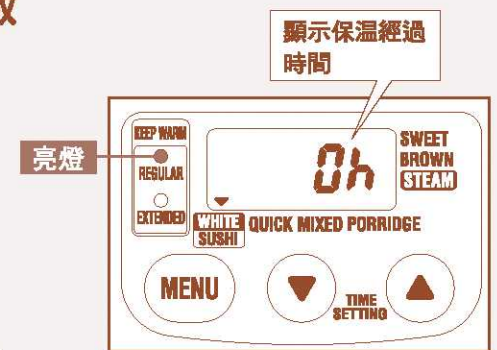 顯示保温經過
時間
亮燈
KEEP WARM
REGULAR
EXTENDED
0h
SWEET
BROWN
STEAM
WHITE QUICK MIXED PORRIDGE
SUSHI
MENU
TIME
SETTING